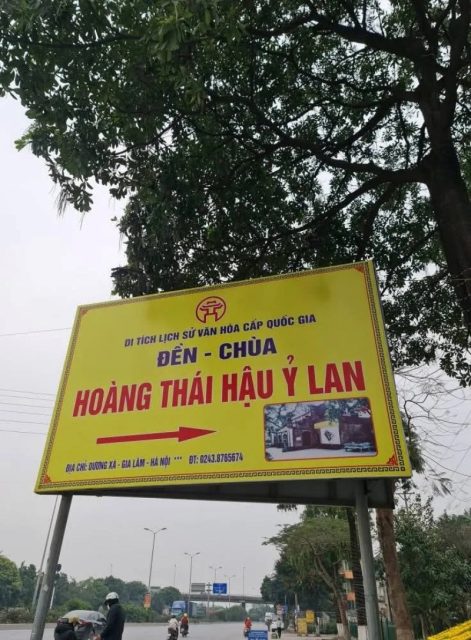 DI TÍCH LỊCH SỬ VĂN HÓA CẤP QUỐC GIA
ĐỀN - CHÙA
HOÀNG THÁI HẬU Ỷ LAN
ĐỊA CHỈ: DƯƠNG XÁ - GIA LÂM - HÀ NỘI *** ĐT: 0243.8765674